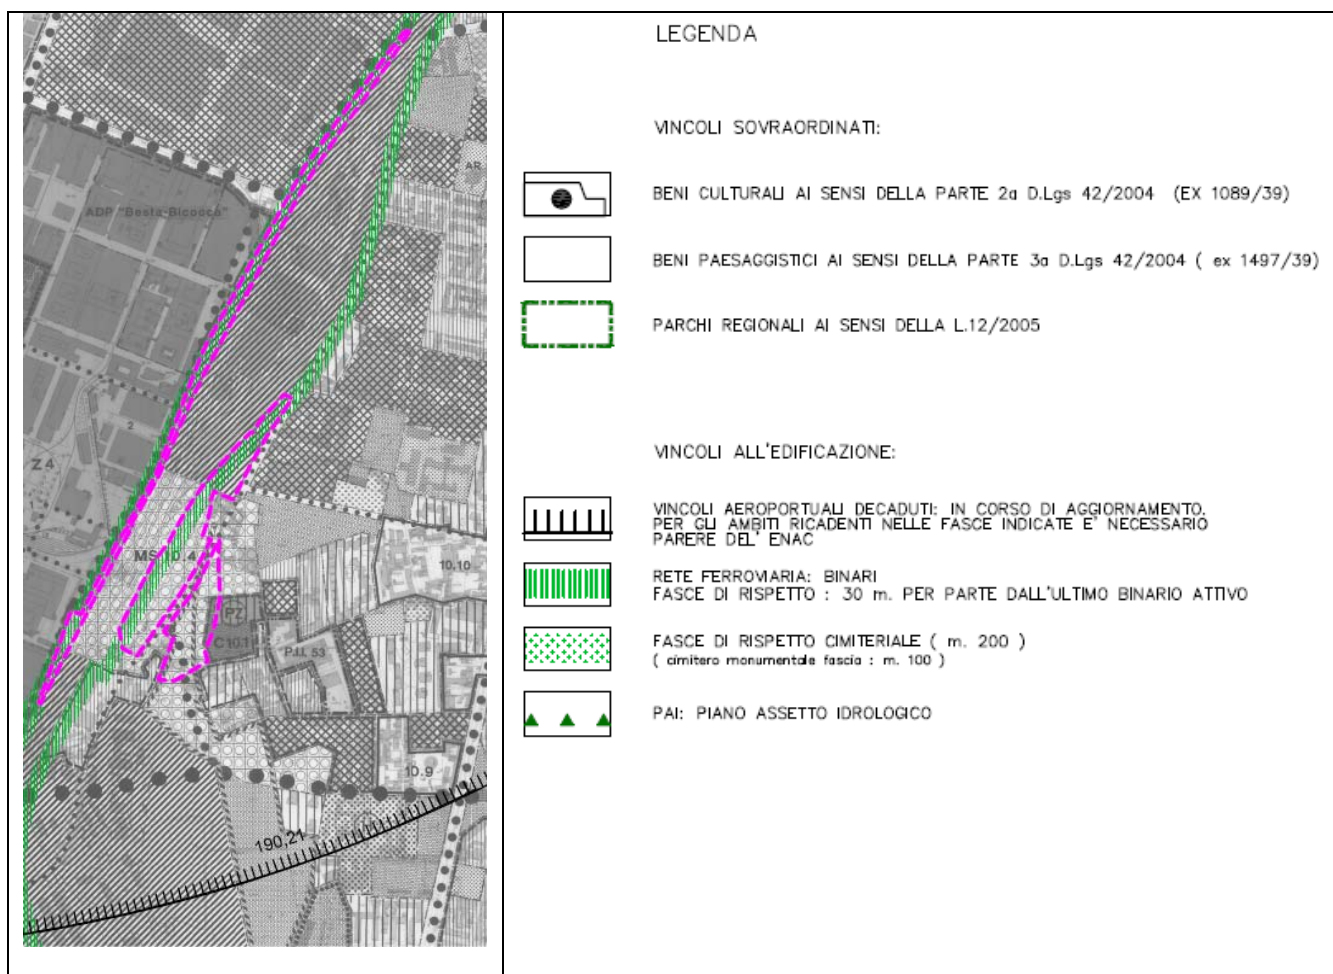 ADP "Besta-Bicocca"
AR
2
Z 4
1
10.4
10.10
P7
C10.1
P.I.I. 53
10.9
190,21
LEGENDA
VINCOLI SOVRAORDINATI:
BENI CULTURALI AI SENSI DELLA PARTE 2a D.Lgs 42/2004 (EX 1089/39)
BENI PAESAGGISTICI AI SENSI DELLA PARTE 3a D.Lgs 42/2004 ( ex 1497/39)
PARCHI REGIONALI AI SENSI DELLA L.12/2005
VINCOLI ALL'EDIFICAZIONE:
VINCOLI AEROPORTUALI DECADUTI: IN CORSO DI AGGIORNAMENTO.
PER GLI AMBITI RICADENTI NELLE FASCE INDICATE E' NECESSARIO
PARERE DEL' ENAC
RETE FERROVIARIA: BINARI
FASCE DI RISPETTO : 30 m. PER PARTE DALL'ULTIMO BINARIO ATTIVO
FASCE DI RISPETTO CIMITERIALE ( m. 200 )
( cimitero monumentale fascia : m. 100 )
PAI: PIANO ASSETTO IDROLOGICO